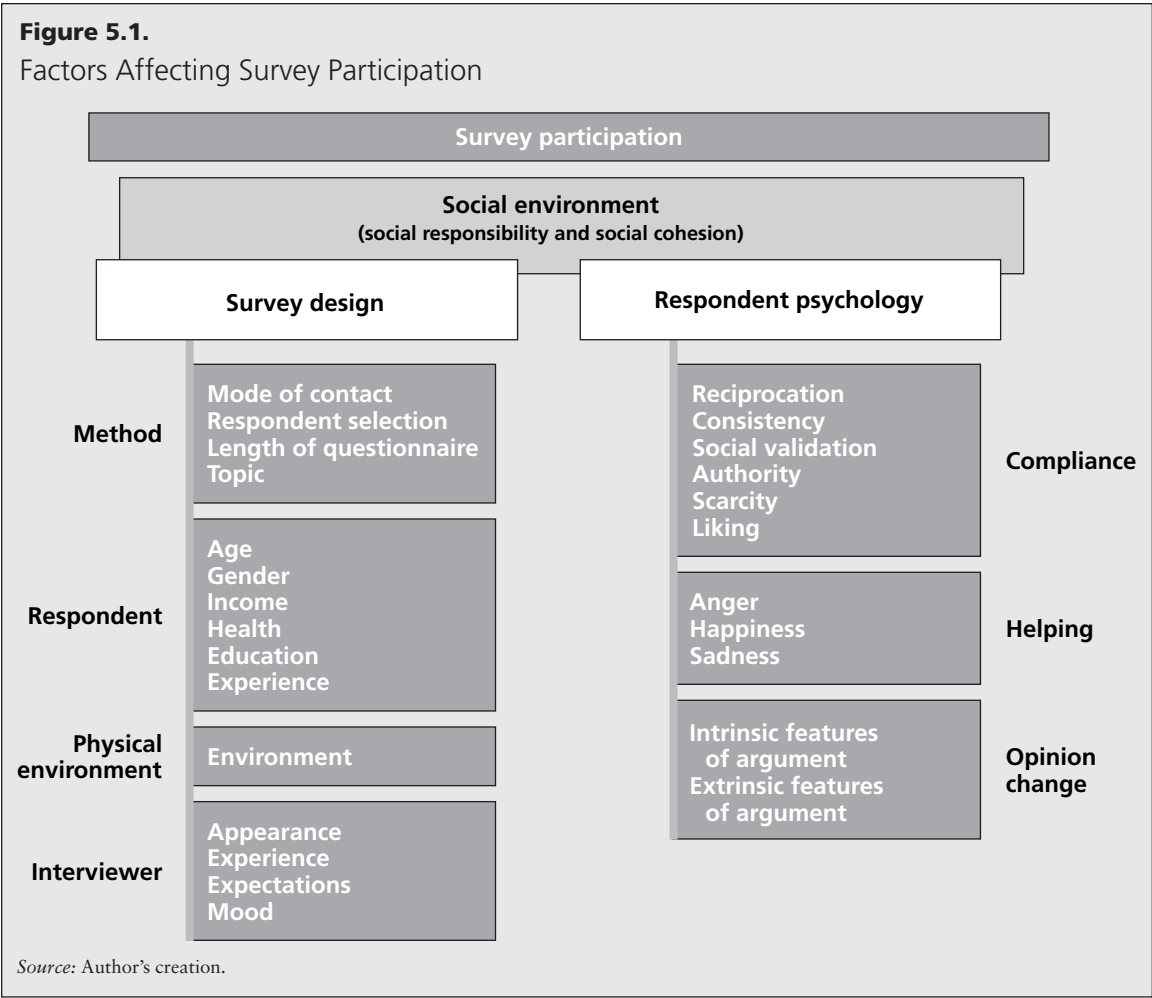 Figure 5.1.
Factors Affecting Survey Participation
Survey participation
Social environment
(social responsibility and social cohesion)
Survey design
Method
Mode of contact
Respondent selection
Length of questionnaire
Topic
Respondent
Age
Gender
Income
Health
Education
Experience
Physical
environment
Environment
Interviewer
Appearance
Experience
Expectations
Mood
Respondent psychology
Reciprocation
Consistency
Social validation
Authority
Scarcity
Liking
Compliance
Anger
Happiness
Sadness
Helping
Intrinsic features
of argument
Extrinsic features
of argument
Opinion
change
Source: Author's creation.